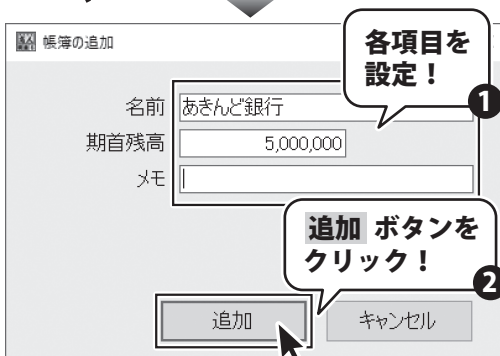 帳簿の追加
各項目を
設定！
1
名前 あきんど銀行
期首残高 5,000,000
メモ
追加 ボタンを
クリック！
2
追加 キャンセル